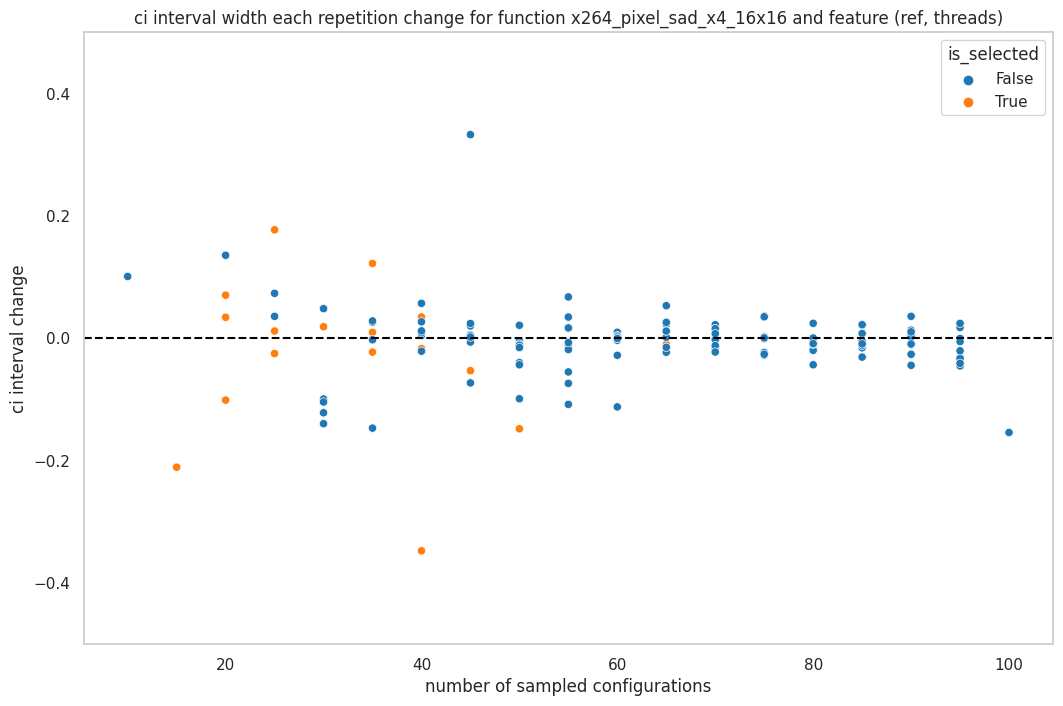 ci interval width each repetition change for function x264_pixel_sad_x4_16x16 and feature (ref, threads)
is_selected
False
True
ci interval change
0.4
0.2
0.0
−0.2
−0.4
20
40
60
80
100
number of sampled configurations